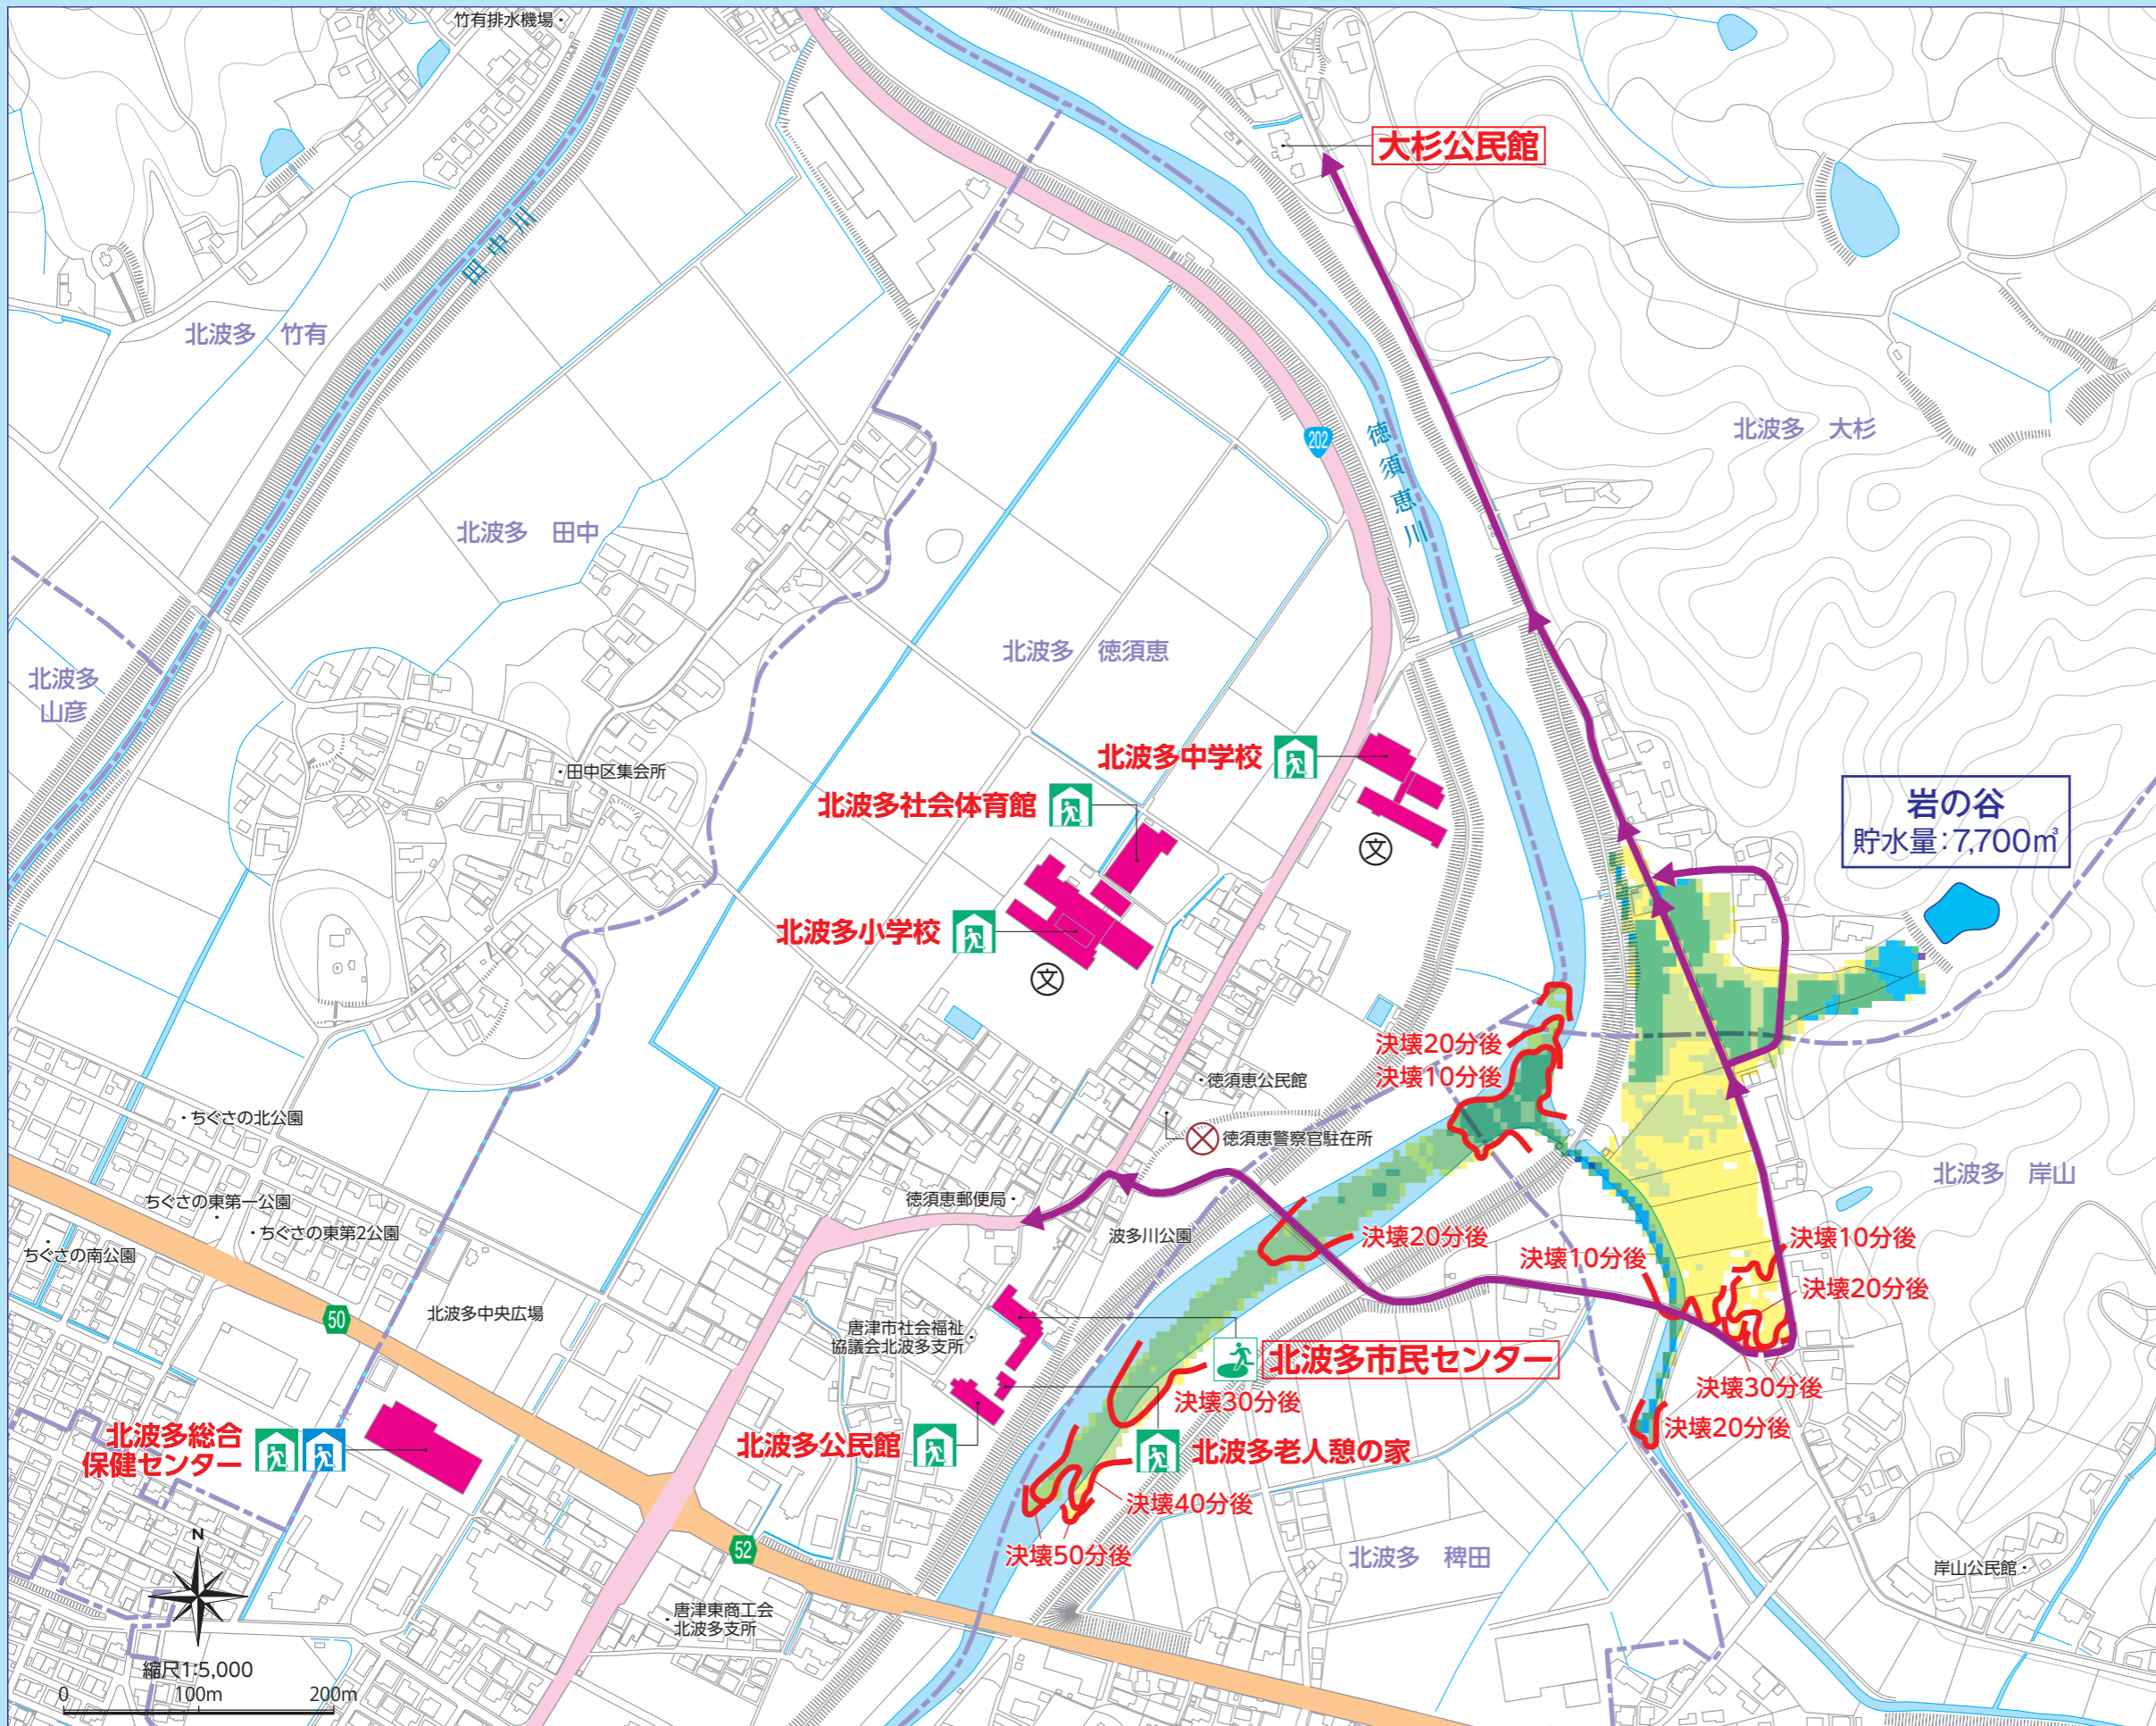 竹有排水機場
大杉公民館
田中川
北波多 竹有
202
徳須恵川
北波多 大杉
北波多 田中
北波多 徳須恵
北波多
山彦
田中区集会所
北波多中学校
北波多社会体育館
文
岩の谷
貯水量:7,700㎥
北波多小学校
文
決壊20分後
決壊10分後
徳須恵公民館
徳須恵警察官駐在所
ちぐさの北公園
北波多 岸山
ちぐさの東第一公園
徳須恵郵便局
ちぐさの東第2公園
波多川公園
決壊20分後
決壊10分後
決壊10分後
ちぐさの南公園
決壊20分後
50
北波多中央広場
唐津市社会福祉
協議会北波多支所
北波多市民センター
決壊30分後
決壊30分後
決壊20分後
北波多総合
保健センター
北波多公民館
北波多老人憩の家
決壊40分後
52
決壊50分後
北波多 稗田
岸山公民館
N
唐津東商工会
北波多支所
縮尺1:5,000
0 100m 200m